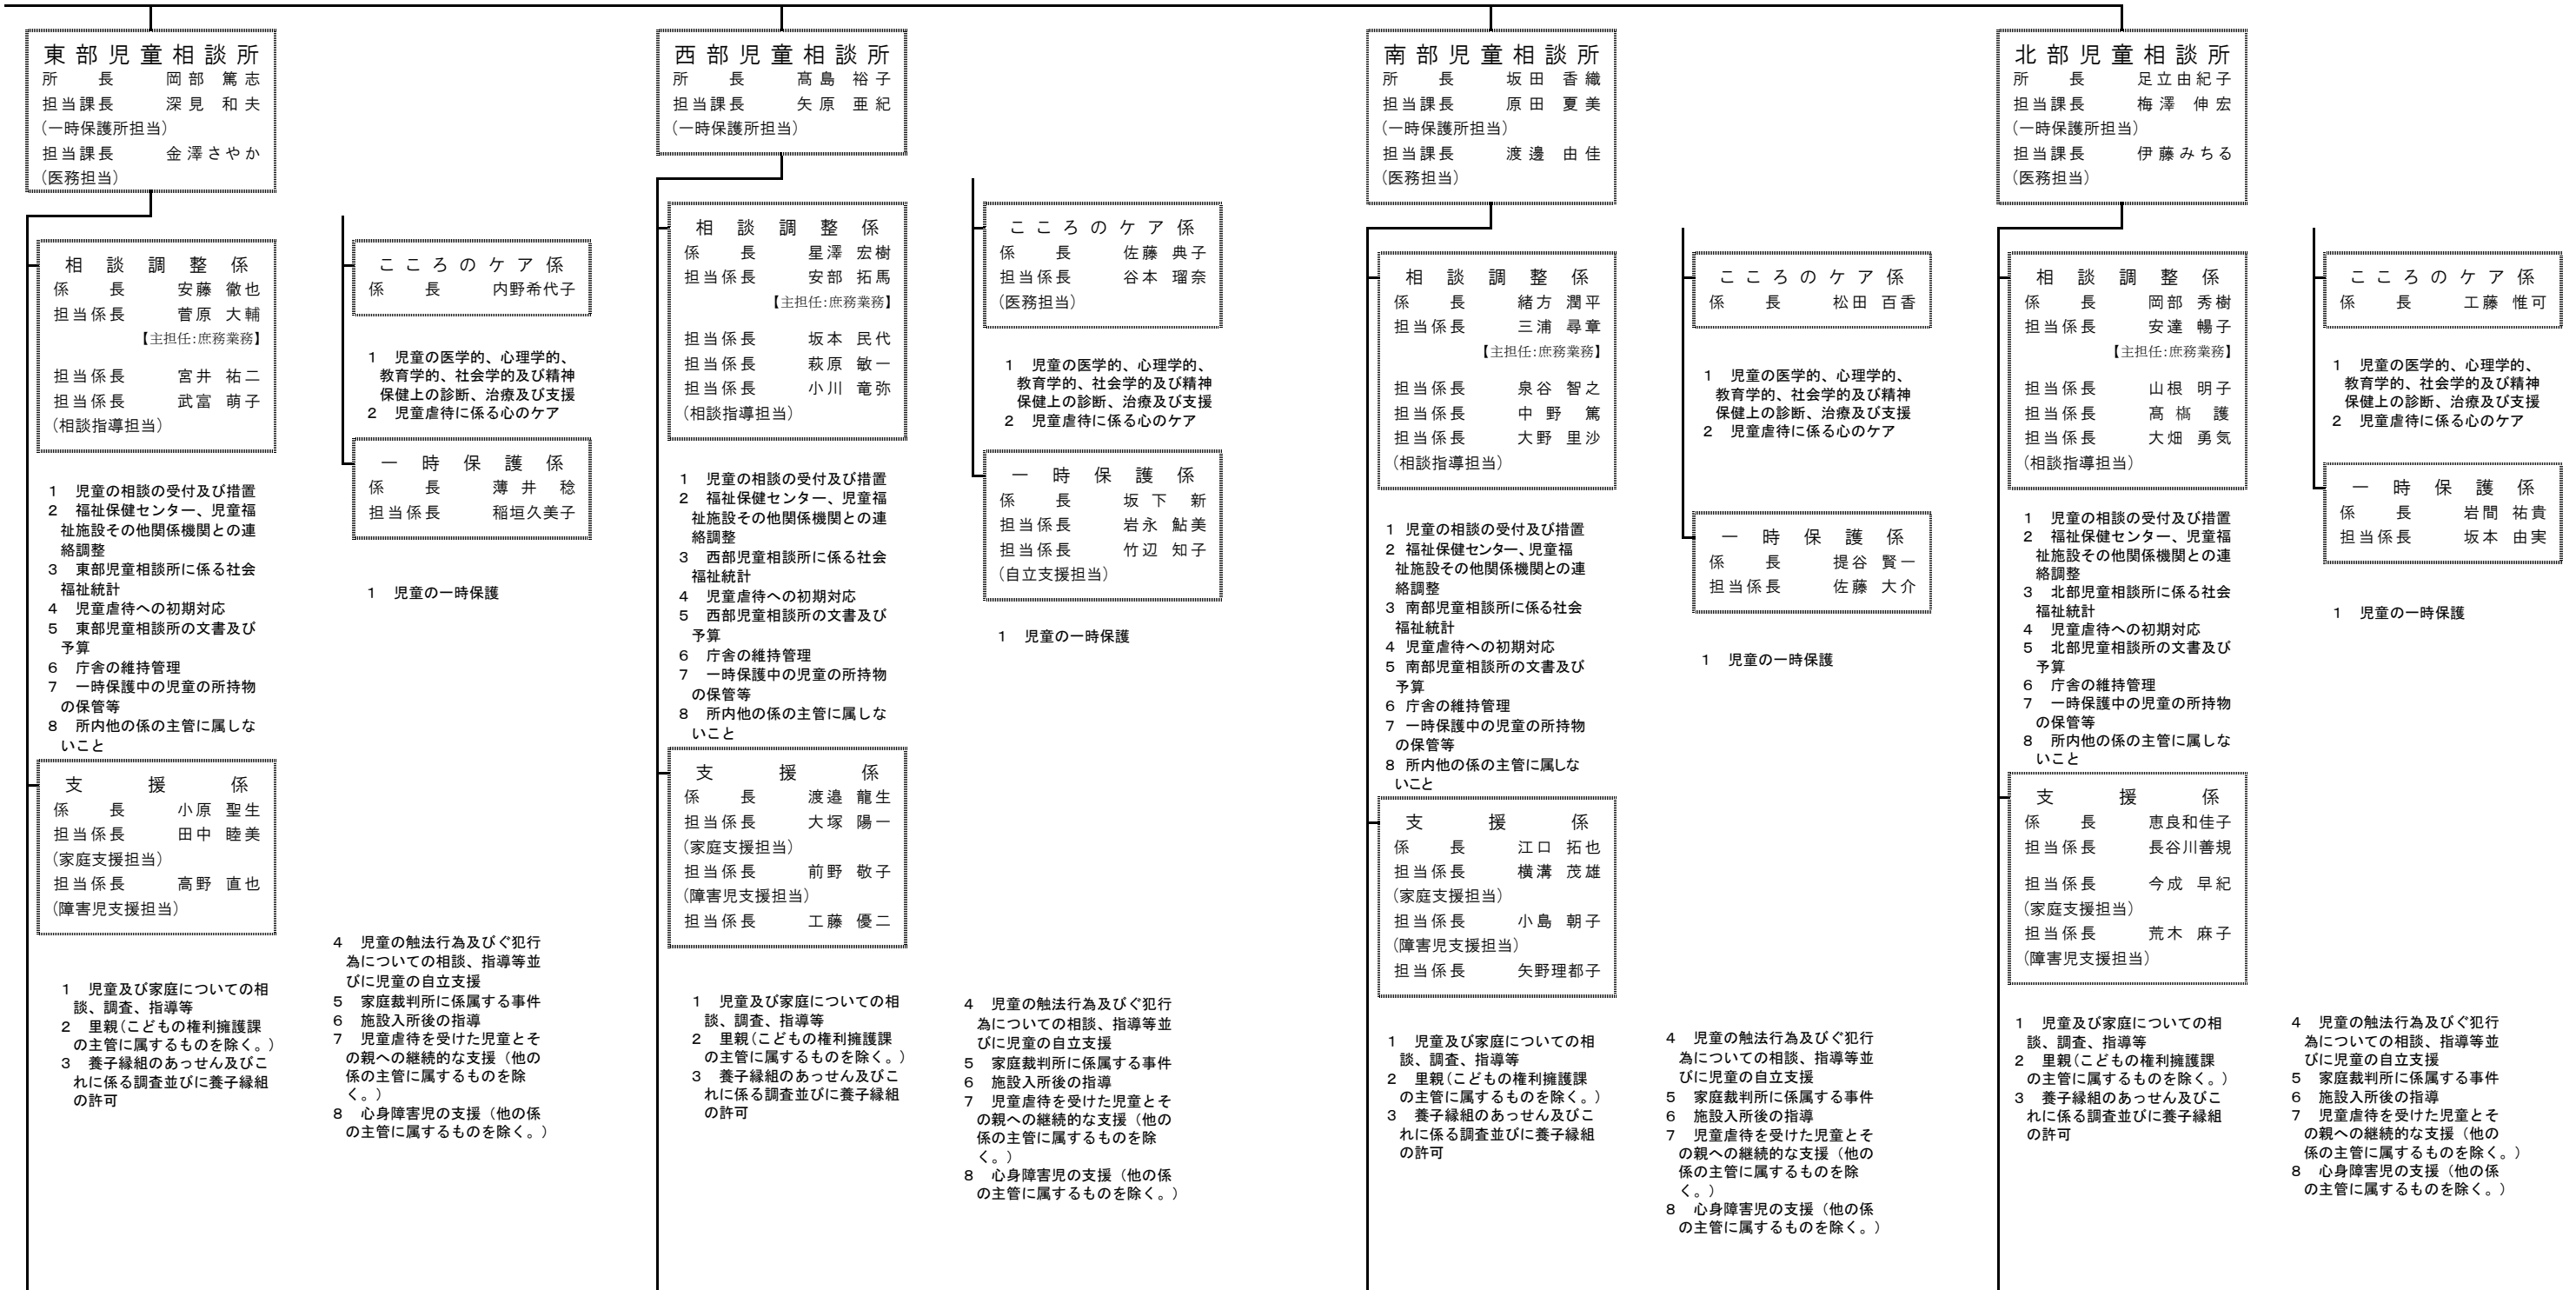 東部児童相談所
所　長　岡部　篤志
担当課長　深見　和夫
(一時保護所担当)
担当課長　金澤さやか
(医務担当)
相談調整係
係　長　安藤　徹也
担当係長　菅原　大輔
【主担任:庶務業務】
担当係長　宮井　祐二
担当係長　武富　萌子
(相談指導担当)
1　児童の相談の受付及び措置
2　福祉保健センター、児童福
祉施設その他関係機関との連
絡調整
3　東部児童相談所に係る社会
福祉統計
4　児童虐待への初期対応
5　東部児童相談所の文書及び
予算
6　庁舎の維持管理
7　一時保護中の児童の所持物
の保管等
8　所内他の係の主管に属しな
いこと
支援係
係　長　小原　聖生
担当係長　田中　睦美
(家庭支援担当)
担当係長　高野　直也
(障害児支援担当)
1　児童及び家庭についての相
談、調査、指導等
2　里親(こどもの権利擁護課
の主管に属するものを除く。)
3　養子縁組のあっせん及びこ
れに係る調査並びに養子縁組
の許可
こころのケア係
係　長　内野希代子
1　児童の医学的、心理学的、
教育学的、社会学的及び精神
保健上の診断、治療及び支援
2　児童虐待に係る心のケア
一時保護係
係　長　薄井　稔
担当係長　稲垣久美子
1　児童の一時保護
4　児童の触法行為及びぐ犯行
為についての相談、指導等並
びに児童の自立支援
5　家庭裁判所に係属する事件
6　施設入所後の指導
7　児童虐待を受けた児童とそ
の親への継続的な支援（他の
係の主管に属するものを除
く。）
8　心身障害児の支援（他の係
の主管に属するものを除く。）
西部児童相談所
所　長　髙島　裕子
担当課長　矢原　亜紀
(一時保護所担当)
相談調整係
係　長　星澤　宏樹
担当係長　安部　拓馬
【主担任:庶務業務】
担当係長　坂本　民代
担当係長　萩原　敏一
担当係長　小川　竜弥
(相談指導担当)
1　児童の相談の受付及び措置
2　福祉保健センター、児童福
祉施設その他関係機関との連
絡調整
3　西部児童相談所に係る社会
福祉統計
4　児童虐待への初期対応
5　西部児童相談所の文書及び
予算
6　庁舎の維持管理
7　一時保護中の児童の所持物
の保管等
8　所内他の係の主管に属しな
いこと
支援係
係　長　渡邉　龍生
担当係長　大塚　陽一
(家庭支援担当)
担当係長　前野　敬子
(障害児支援担当)
担当係長　工藤　優二
1　児童及び家庭についての相
談、調査、指導等
2　里親(こどもの権利擁護課
の主管に属するものを除く。)
3　養子縁組のあっせん及びこ
れに係る調査並びに養子縁組
の許可
こころのケア係
係　長　佐藤　典子
担当係長　谷本　瑠奈
(医務担当)
1　児童の医学的、心理学的、
教育学的、社会学的及び精神
保健上の診断、治療及び支援
2　児童虐待に係る心のケア
一時保護係
係　長　坂下　新
担当係長　岩永　鮎美
担当係長　竹辺　知子
(自立支援担当)
1　児童の一時保護
4　児童の触法行為及びぐ犯行
為についての相談、指導等並
びに児童の自立支援
5　家庭裁判所に係属する事件
6　施設入所後の指導
7　児童虐待を受けた児童とそ
の親への継続的な支援（他の
係の主管に属するものを除
く。）
8　心身障害児の支援（他の係
の主管に属するものを除く。）
南部児童相談所
所　長　坂田　香織
担当課長　原田　夏美
(一時保護所担当)
担当課長　渡邊　由佳
(医務担当)
相談調整係
係　長　緒方　潤平
担当係長　三浦　尋章
【主担任:庶務業務】
担当係長　泉谷　智之
担当係長　中野　篤
担当係長　大野　里沙
(相談指導担当)
1 児童の相談の受付及び措置
2 福祉保健センター、児童福
祉施設その他関係機関との連
絡調整
3 南部児童相談所に係る社会
福祉統計
4 児童虐待への初期対応
5 南部児童相談所の文書及び
予算
6 庁舎の維持管理
7 一時保護中の児童の所持物
の保管等
8 所内他の係の主管に属しな
いこと
支援係
係　長　江口　拓也
担当係長　横溝　茂雄
(家庭支援担当)
担当係長　小島　朝子
(障害児支援担当)
担当係長　矢野理都子
1　児童及び家庭についての相
談、調査、指導等
2　里親(こどもの権利擁護課
の主管に属するものを除く。)
3　養子縁組のあっせん及びこ
れに係る調査並びに養子縁組
の許可
こころのケア係
係　長　松田　百香
1　児童の医学的、心理学的、
教育学的、社会学的及び精神
保健上の診断、治療及び支援
2　児童虐待に係る心のケア
一時保護係
係　長　提谷　賢一
担当係長　佐藤　大介
1　児童の一時保護
4　児童の触法行為及びぐ犯行
為についての相談、指導等並
びに児童の自立支援
5　家庭裁判所に係属する事件
6　施設入所後の指導
7　児童虐待を受けた児童とそ
の親への継続的な支援（他の
係の主管に属するものを除
く。）
8　心身障害児の支援（他の係
の主管に属するものを除く。）
北部児童相談所
所　長　足立由紀子
担当課長　梅澤　伸宏
(一時保護所担当)
担当課長　伊藤みちる
(医務担当)
相談調整係
係　長　岡部　秀樹
担当係長　安達　暢子
【主担任:庶務業務】
担当係長　山根　明子
担当係長　髙槗　護
担当係長　大畑　勇気
(相談指導担当)
1　児童の相談の受付及び措置
2　福祉保健センター、児童福
祉施設その他関係機関との連
絡調整
3　北部児童相談所に係る社会
福祉統計
4　児童虐待への初期対応
5　北部児童相談所の文書及び
予算
6　庁舎の維持管理
7　一時保護中の児童の所持物
の保管等
8　所内他の係の主管に属しな
いこと
支援係
係　長　恵良和佳子
担当係長　長谷川善規
担当係長　今成　早紀
(家庭支援担当)
担当係長　荒木　麻子
(障害児支援担当)
1　児童及び家庭についての相
談、調査、指導等
2　里親(こどもの権利擁護課
の主管に属するものを除く。)
3　養子縁組のあっせん及びこ
れに係る調査並びに養子縁組
の許可
こころのケア係
係　長　工藤　惟可
1　児童の医学的、心理学的、
教育学的、社会学的及び精神
保健上の診断、治療及び支援
2　児童虐待に係る心のケア
一時保護係
係　長　岩間　祐貴
担当係長　坂本　由実
1　児童の一時保護
4　児童の触法行為及びぐ犯行
為についての相談、指導等並
びに児童の自立支援
5　家庭裁判所に係属する事件
6　施設入所後の指導
7　児童虐待を受けた児童とそ
の親への継続的な支援（他の
係の主管に属するものを除く。）
8　心身障害児の支援（他の係
の主管に属するものを除く。）